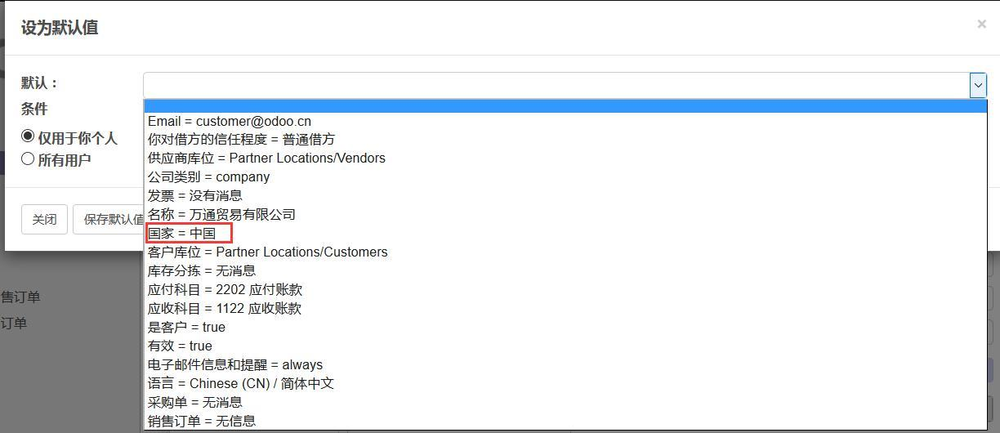 设为默认值
×
默认：
条件
仅用于你个人
所有用户
关闭
保存默认值
Email = customer@odoo.cn
你对借方的信任程度 = 普通借方
供应商库位 = Partner Locations/Vendors
公司类别 = company
发票 = 没有消息
名称 = 万通贸易有限公司
国家 = 中国
客户库位 = Partner Locations/Customers
库存分拣 = 无消息
应付科目 = 2202 应付账款
应收科目 = 1122 应收账款
是客户 = true
有效 = true
电子邮件信息和提醒 = always
语言 = Chinese (CN) / 简体中文
采购单 = 无消息
销售订单 = 无信息
售订单
订单